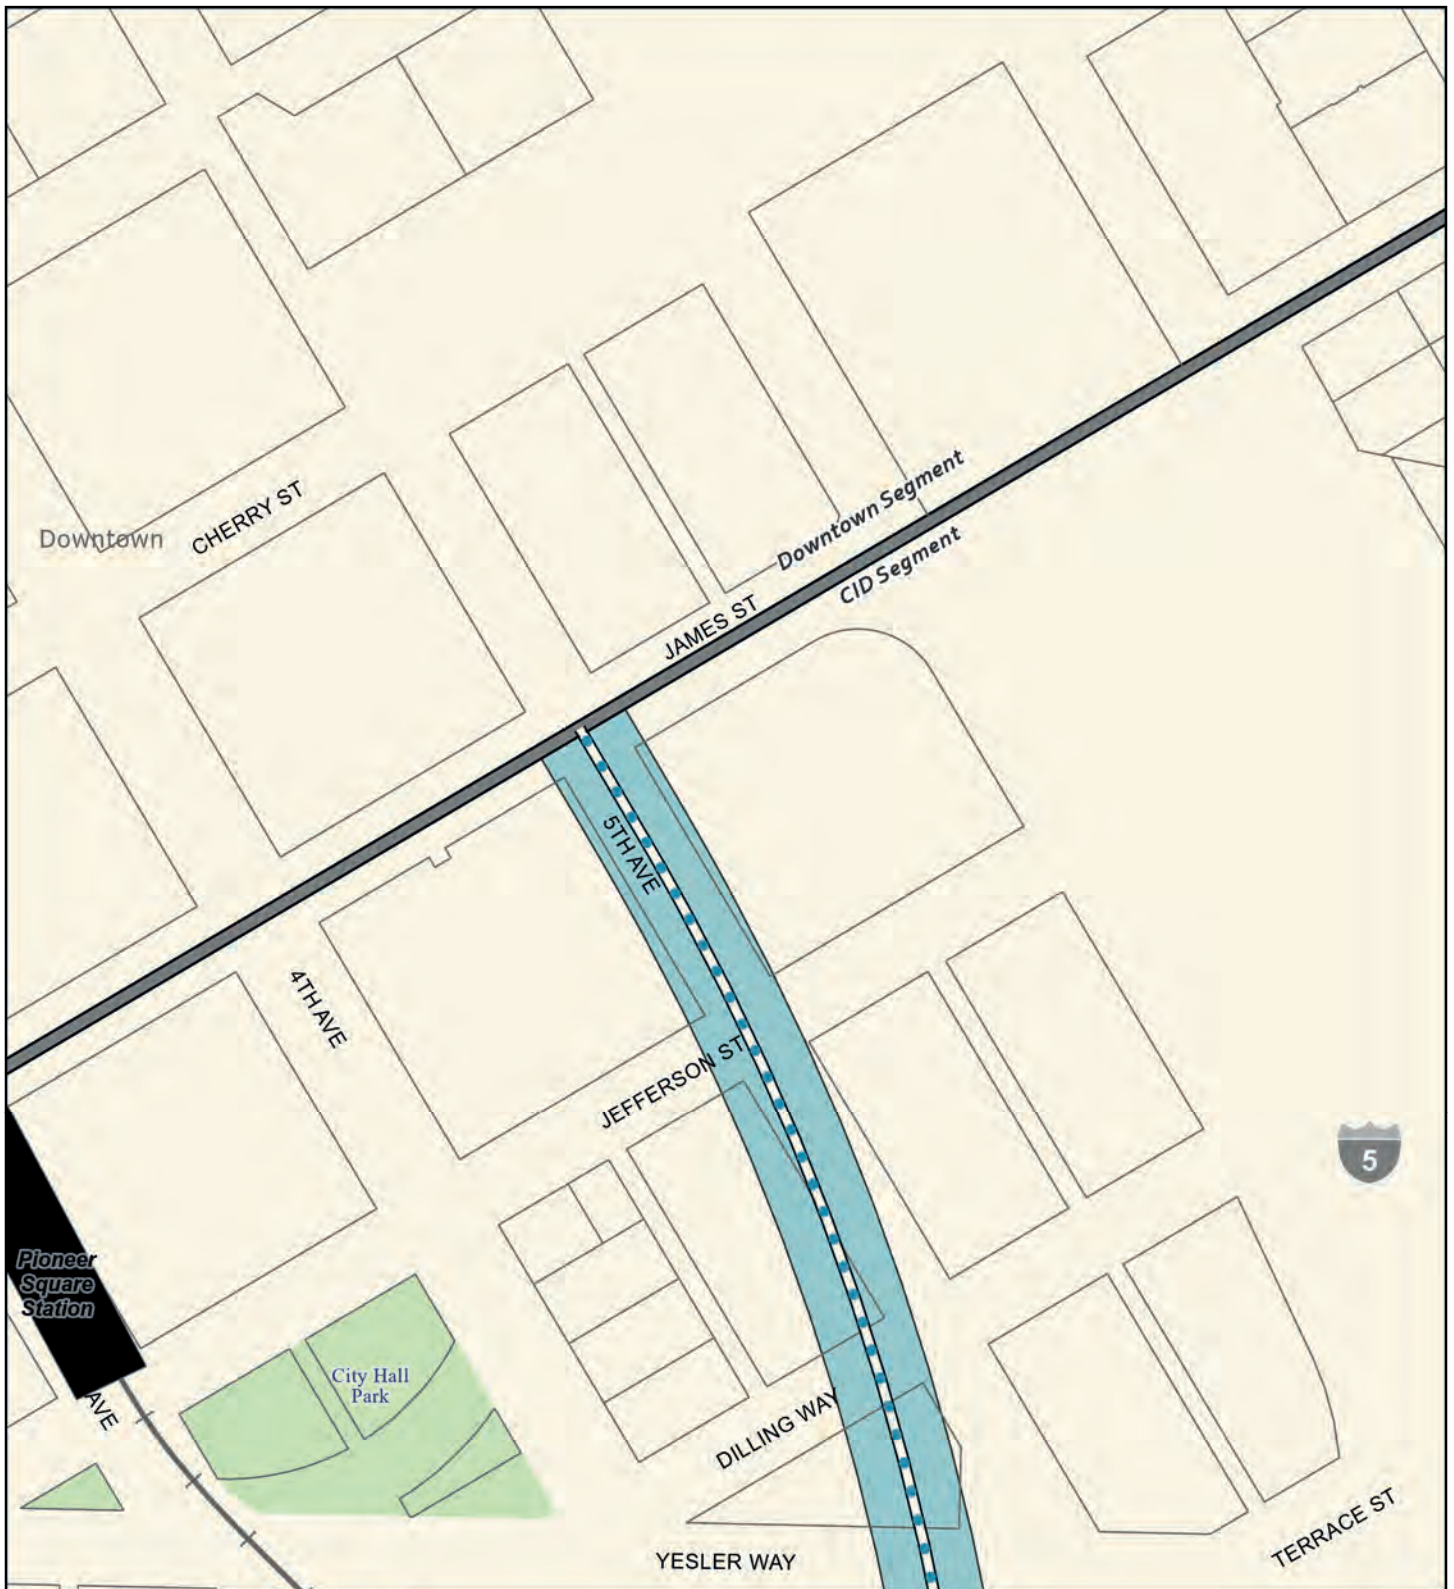 Downtown Segment
CID Segment
CHERRY ST
Downtown
JAMES ST
5TH AVE
4TH AVE
JEFFERSON ST
5
Pioneer
Square
Station
City Hall
Park
AVE
DILLING WAY
YESLER WAY
TERRACE ST